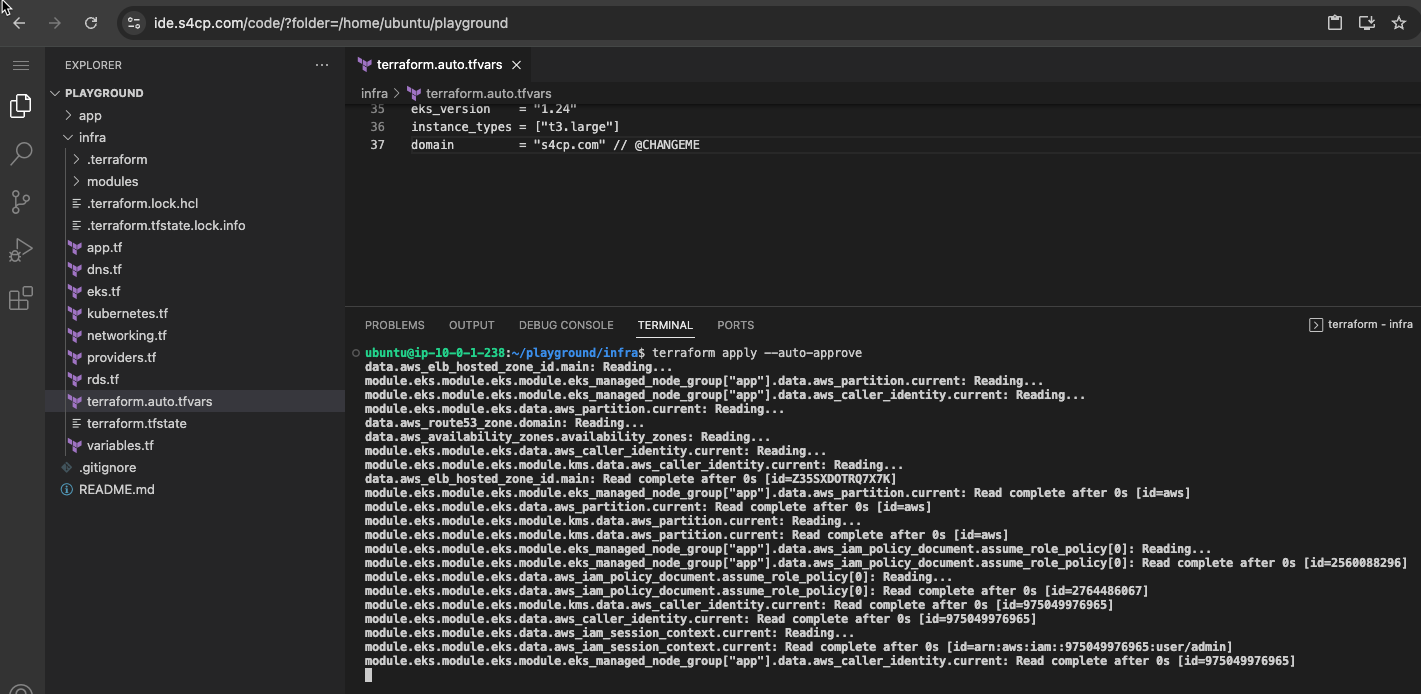 ide.s4cp.com/code/?folder=/home/ubuntu/playground
EXPLORER
PLAYGROUND
app
infra
.terraform
modules
.terraform.lock.hcl
.terraform.tfstate.lock.info
app.tf
dns.tf
eks.tf
kubernetes.tf
networking.tf
providers.tf
rds.tf
terraform.auto.tfvars
terraform.tfstate
variables.tf
.gitignore
README.md
terraform.auto.tfvars
infra > terraform.auto.tfvars
35 eks_version    = "1.24"
36 instance_types = ["t3.large"]
37 domain         = "s4cp.com" // @CHANGEME
PROBLEMS OUTPUT DEBUG CONSOLE TERMINAL PORTS
terraform - infra
ubuntu@ip-10-0-1-238:~/playground/infra$ terraform apply --auto-approve
data.aws_elb_hosted_zone_id.main: Reading...
module.eks.module.eks.module.eks_managed_node_group["app"].data.aws_partition.current: Reading...
module.eks.module.eks.module.eks_managed_node_group["app"].data.aws_caller_identity.current: Reading...
module.eks.module.eks.data.aws_partition.current: Reading...
data.aws_route53_zone.domain: Reading...
data.aws_availability_zones.availability_zones: Reading...
module.eks.module.eks.data.aws_caller_identity.current: Reading...
module.eks.module.eks.module.kms.data.aws_caller_identity.current: Reading...
data.aws_elb_hosted_zone_id.main: Read complete after 0s [id=Z35SXDOTRQ7X7K]
module.eks.module.eks.module.eks_managed_node_group["app"].data.aws_partition.current: Read complete after 0s [id=aws]
module.eks.module.eks.data.aws_partition.current: Read complete after 0s [id=aws]
module.eks.module.eks.module.kms.data.aws_partition.current: Reading...
module.eks.module.eks.module.kms.data.aws_partition.current: Read complete after 0s [id=aws]
module.eks.module.eks.module.eks_managed_node_group["app"].data.aws_iam_policy_document.assume_role_policy[0]: Reading...
module.eks.module.eks.module.eks_managed_node_group["app"].data.aws_iam_policy_document.assume_role_policy[0]: Read complete after 0s [id=2560088296]
module.eks.module.eks.data.aws_iam_policy_document.assume_role_policy[0]: Reading...
module.eks.module.eks.data.aws_iam_policy_document.assume_role_policy[0]: Read complete after 0s [id=2764486067]
module.eks.module.eks.module.kms.data.aws_caller_identity.current: Read complete after 0s [id=975049976965]
module.eks.module.eks.data.aws_caller_identity.current: Read complete after 0s [id=975049976965]
module.eks.module.eks.data.aws_iam_session_context.current: Reading...
module.eks.module.eks.data.aws_iam_session_context.current: Read complete after 0s [id=arn:aws:iam::975049976965:user/admin]
module.eks.module.eks.module.eks_managed_node_group["app"].data.aws_caller_identity.current: Read complete after 0s [id=975049976965]